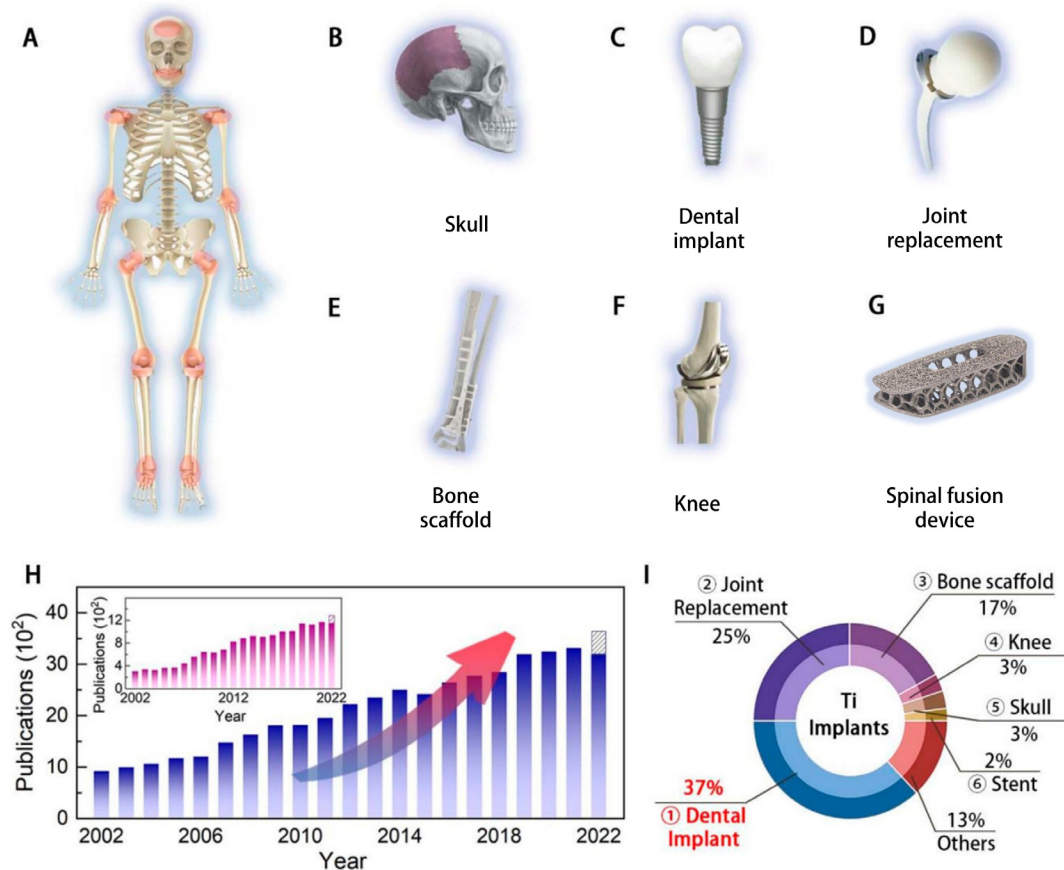 A
B
C
D
Skull
Dental
implant
Joint
replacement
E
F
G
Bone
scaffold
Knee
Spinal fusion
device
H
Publications (10²)
40
30
20
10
0
2002
2006
2010
2014
2018
2022
Year
Publications (10²)
12
8
4
0
2002
2012
2022
Year
I
② Joint
Replacement
25%
③ Bone scaffold
17%
④ Knee
3%
⑤ Skull
3%
2%
⑥ Stent
13%
Others
37%
① Dental
Implant
Ti
Implants